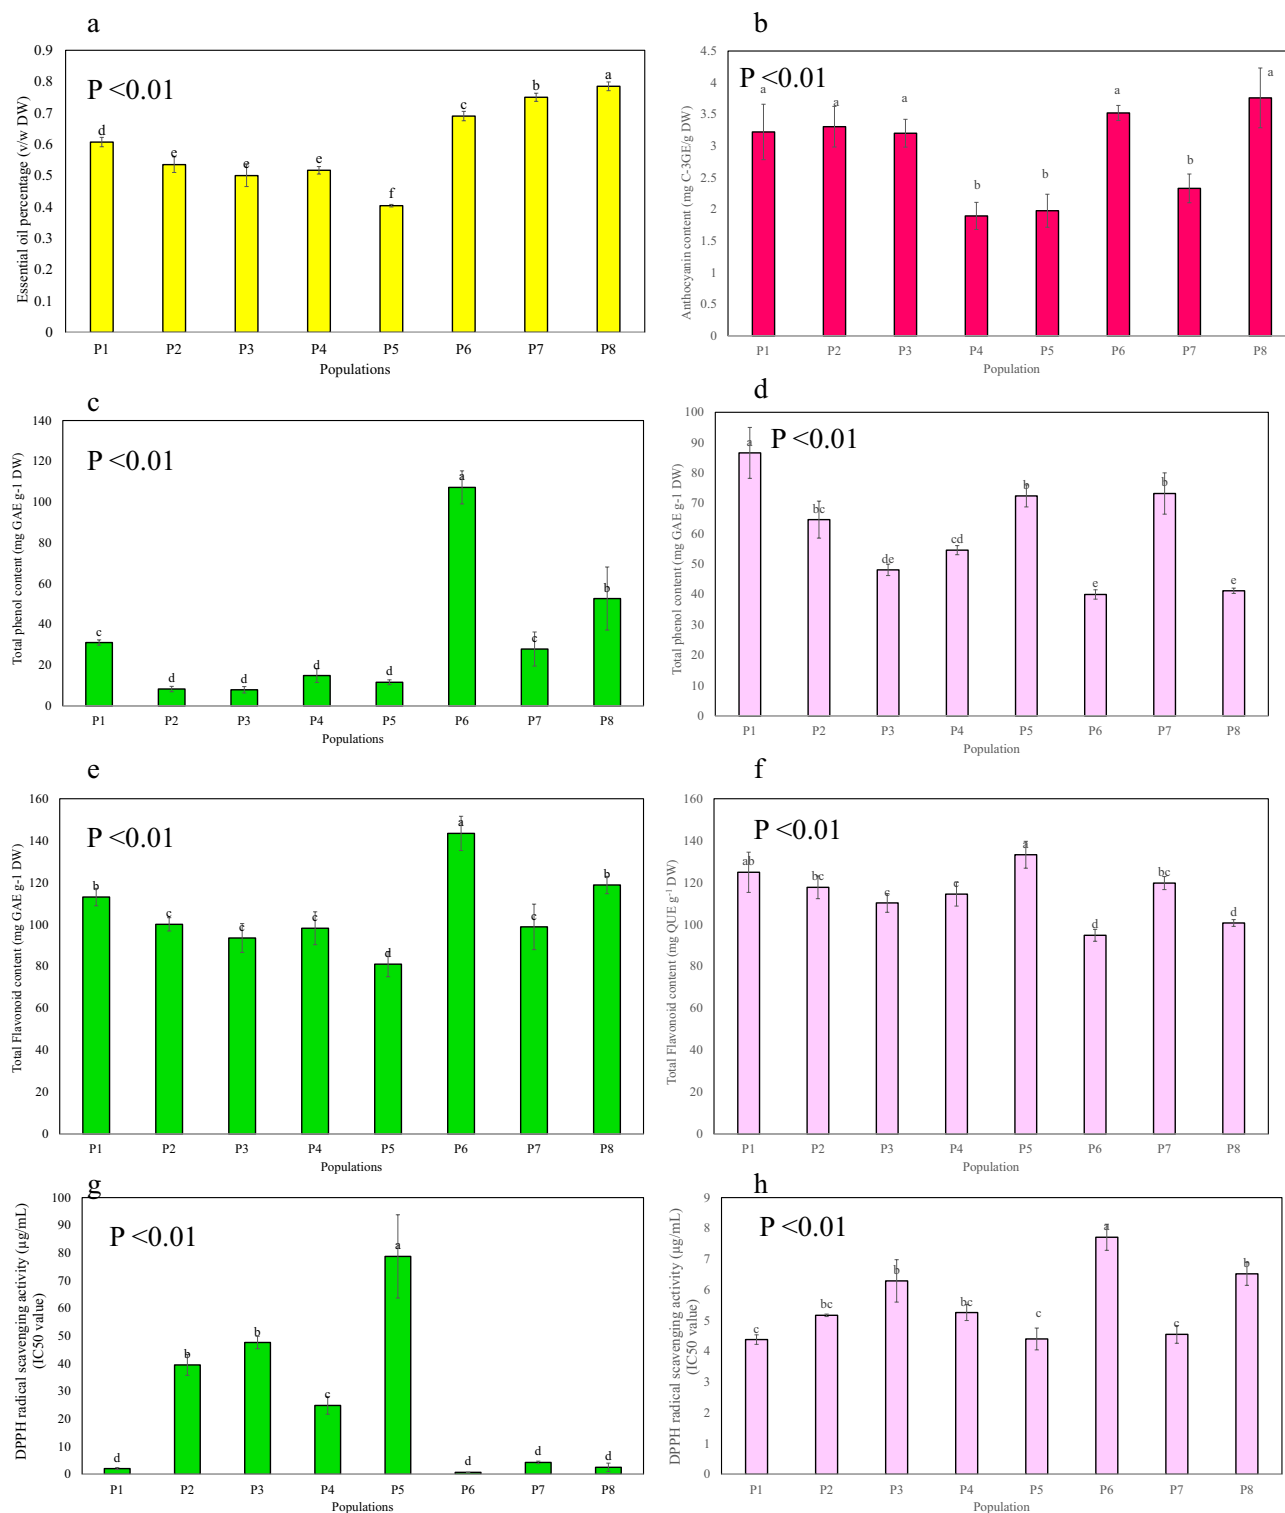 a
P <0.01
Essential oil percentage (v/w DW)
0.9
0.8
0.7
0.6
0.5
0.4
0.3
0.2
0.1
0
d
e
e
e
f
c
b
a
P1 P2 P3 P4 P5 P6 P7 P8
Populations
b
P <0.01
Anthocyanin content (mg C-3GE/g DW)
4.5
4
3.5
3
2.5
2
1.5
1
0.5
0
a
a
a
b
b
a
b
a
P1 P2 P3 P4 P5 P6 P7 P8
Population
c
P <0.01
Total phenol content (mg GAE g-1 DW)
140
120
100
80
60
40
20
0
c
d
d
d
d
a
c
b
P1 P2 P3 P4 P5 P6 P7 P8
Populations
d
P <0.01
Total phenol content (mg GAE g-1 DW)
100
90
80
70
60
50
40
30
20
10
0
a
bc
de
cd
b
e
b
e
P1 P2 P3 P4 P5 P6 P7 P8
Population
e
P <0.01
Total Flavonoid content (mg GAE g-1 DW)
160
140
120
100
80
60
40
20
0
b
c
c
c
d
a
c
b
P1 P2 P3 P4 P5 P6 P7 P8
Populations
f
P <0.01
Total Flavonoid content (mg QUE g⁻¹ DW)
160
140
120
100
80
60
40
20
0
ab
bc
c
c
a
d
bc
d
P1 P2 P3 P4 P5 P6 P7 P8
Population
g
P <0.01
DPPH radical scavenging activity (µg/mL)
(IC50 value)
100
90
80
70
60
50
40
30
20
10
0
d
b
b
c
a
d
d
d
P1 P2 P3 P4 P5 P6 P7 P8
Populations
h
P <0.01
DPPH radical scavenging activity (µg/mL)
(IC50 value)
9
8
7
6
5
4
3
2
1
0
c
bc
b
bc
c
a
c
b
P1 P2 P3 P4 P5 P6 P7 P8
Population